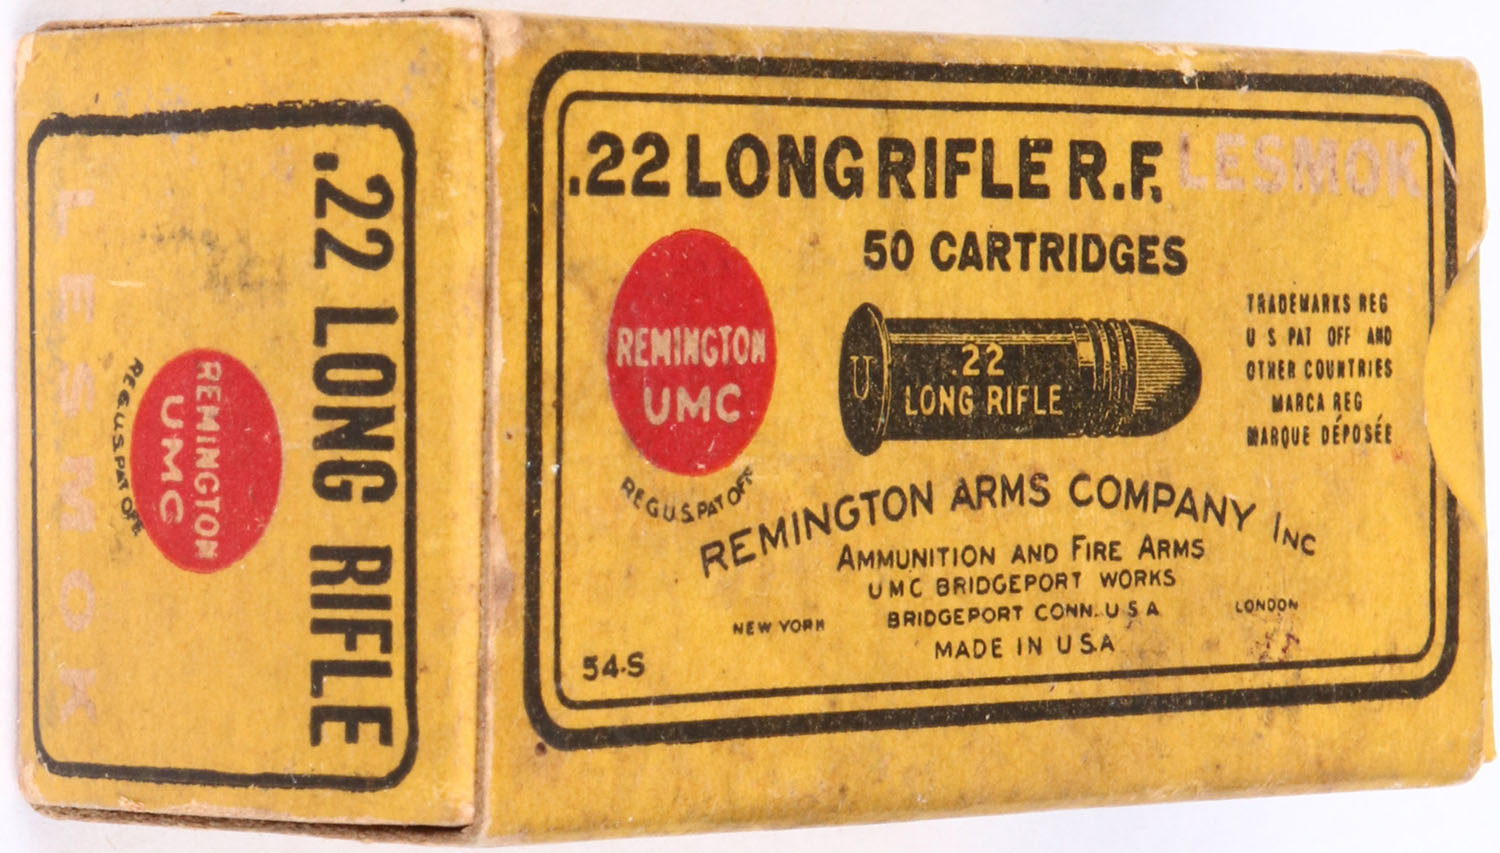 .22 LONG RIFLE
REMINGTON
UMC
REG.U.S.PAT OFF.
LESMOK
.22 LONG RIFLE R.F. LESMOK
50 CARTRIDGES
REMINGTON
UMC
REG.U.S.PAT OFF.
U
.22
LONG RIFLE
TRADEMARKS REG
U S PAT OFF AND
OTHER COUNTRIES
MARCA REG
MARQUE DÉPOSÉE
REMINGTON ARMS COMPANY INC
AMMUNITION AND FIRE ARMS
UMC BRIDGEPORT WORKS
NEW YORK BRIDGEPORT CONN. U.S A LONDON
MADE IN U.S.A
54-S